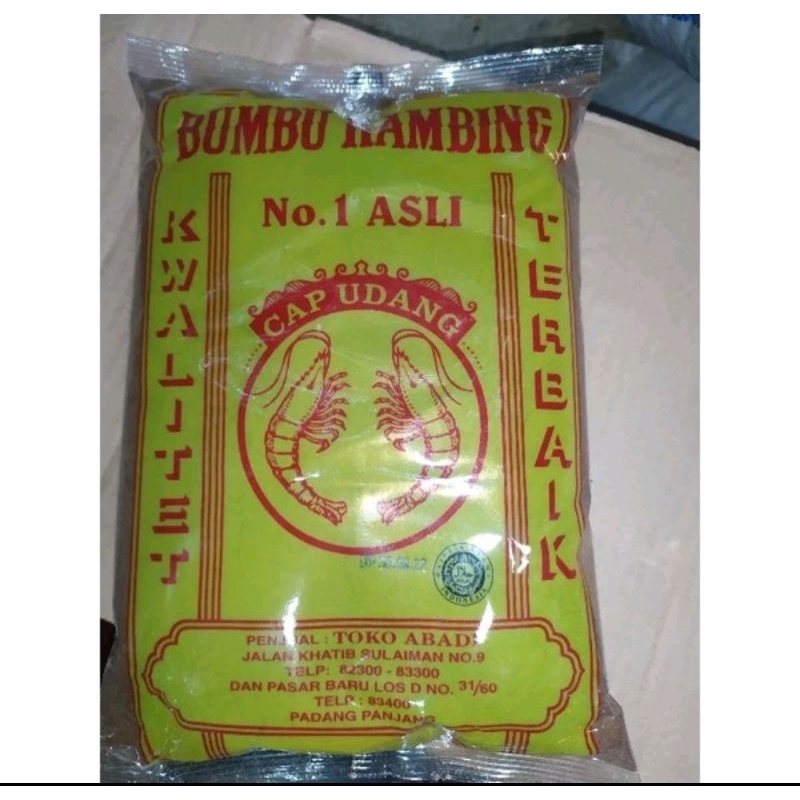 BUMBU KAMBING
No.1 ASLI
KWALITET
TERBAIK
CAP UDANG
INDONESIA
PENJUAL : TOKO ABADI
JALAN KHATIB SULAIMAN NO.9
TELP: 82300 - 83300
DAN PASAR BARU LOS D NO. 31/60
TELP : 83400
PADANG PANJANG